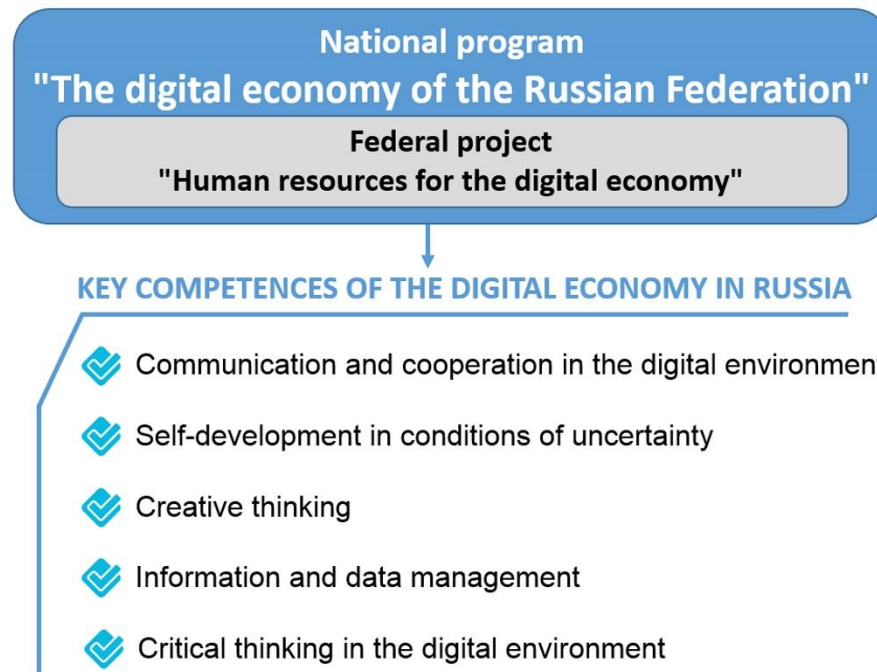 National program
"The digital economy of the Russian Federation"
Federal project
"Human resources for the digital economy"
KEY COMPETENCES OF THE DIGITAL ECONOMY IN RUSSIA
Communication and cooperation in the digital environment
Self-development in conditions of uncertainty
Creative thinking
Information and data management
Critical thinking in the digital environment